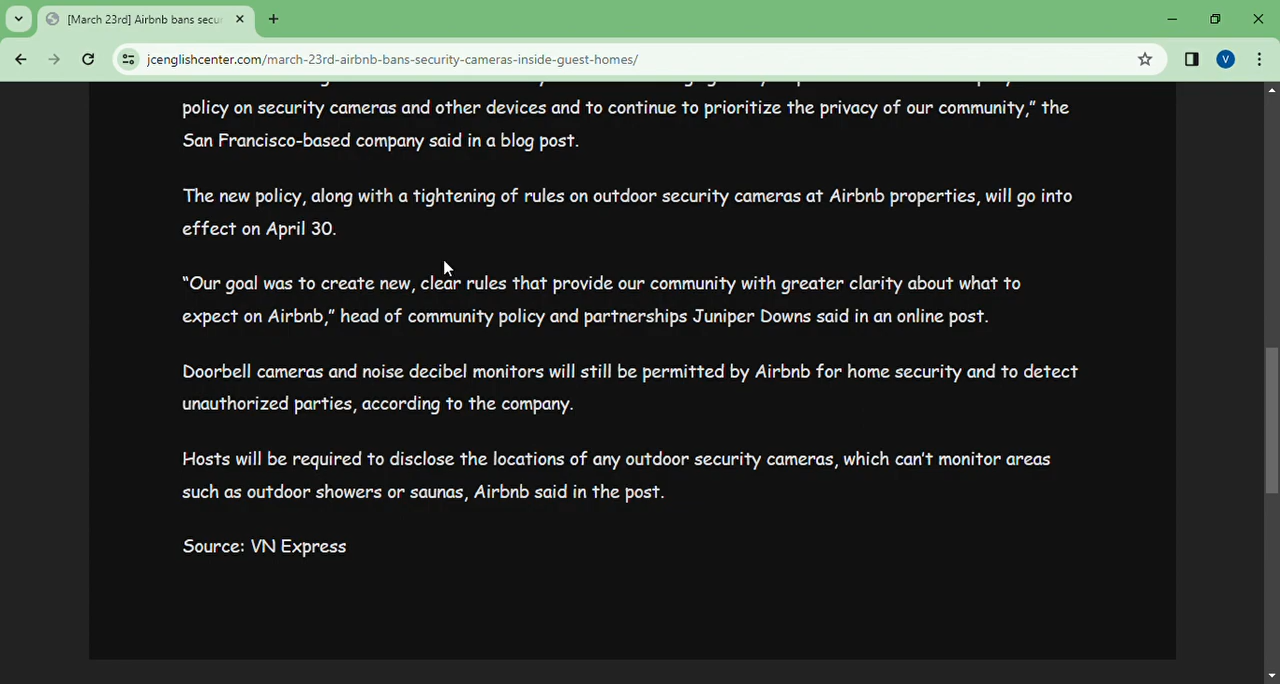 [March 23rd] Airbnb bans secu
jcenglishcenter.com/march-23rd-airbnb-bans-security-cameras-inside-guest-homes/
V
policy on security cameras and other devices and to continue to prioritize the privacy of our community,” the
San Francisco-based company said in a blog post.
The new policy, along with a tightening of rules on outdoor security cameras at Airbnb properties, will go into
effect on April 30.
“Our goal was to create new, clear rules that provide our community with greater clarity about what to
expect on Airbnb,” head of community policy and partnerships Juniper Downs said in an online post.
Doorbell cameras and noise decibel monitors will still be permitted by Airbnb for home security and to detect
unauthorized parties, according to the company.
Hosts will be required to disclose the locations of any outdoor security cameras, which can’t monitor areas
such as outdoor showers or saunas, Airbnb said in the post.
Source: VN Express